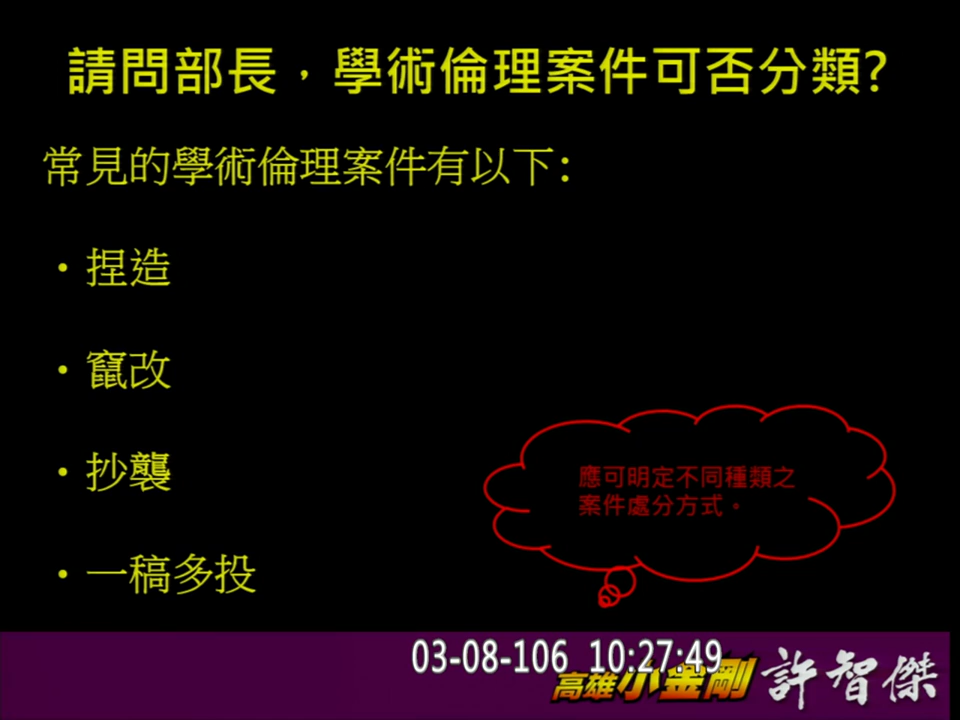 請問部長，學術倫理案件可否分類?
常見的學術倫理案件有以下:
•捏造
•竄改
•抄襲
•一稿多投
應可明定不同種類之
案件處分方式。
03-08-106 10:27:49
高雄小金剛 許智傑